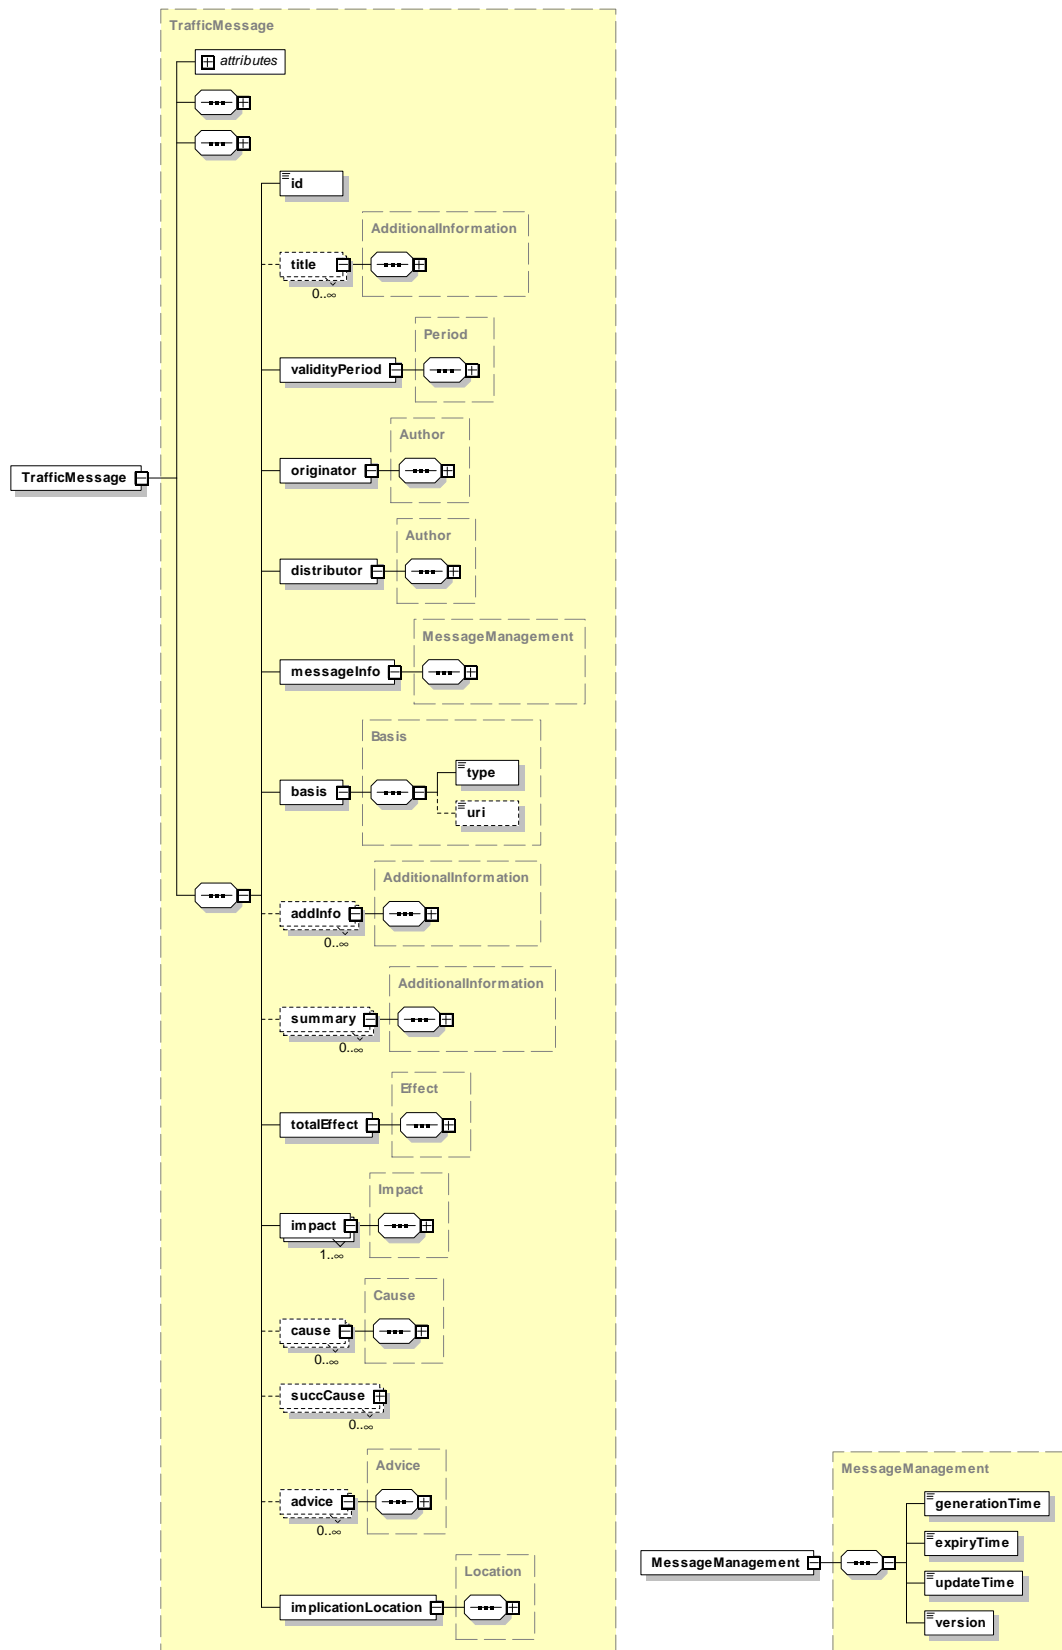 TrafficMessage
attributes
id
AdditionalInformation
title
0..∞
Period
validityPeriod
Author
originator
TrafficMessage
Author
distributor
MessageManagement
messageInfo
Basis
type
basis
uri
AdditionalInformation
addInfo
0..∞
AdditionalInformation
summary
0..∞
Effect
totalEffect
Impact
impact
1..∞
Cause
cause
0..∞
succCause
0..∞
Advice
advice
0..∞
Location
implicationLocation
MessageManagement
generationTime
expiryTime
MessageManagement
updateTime
version